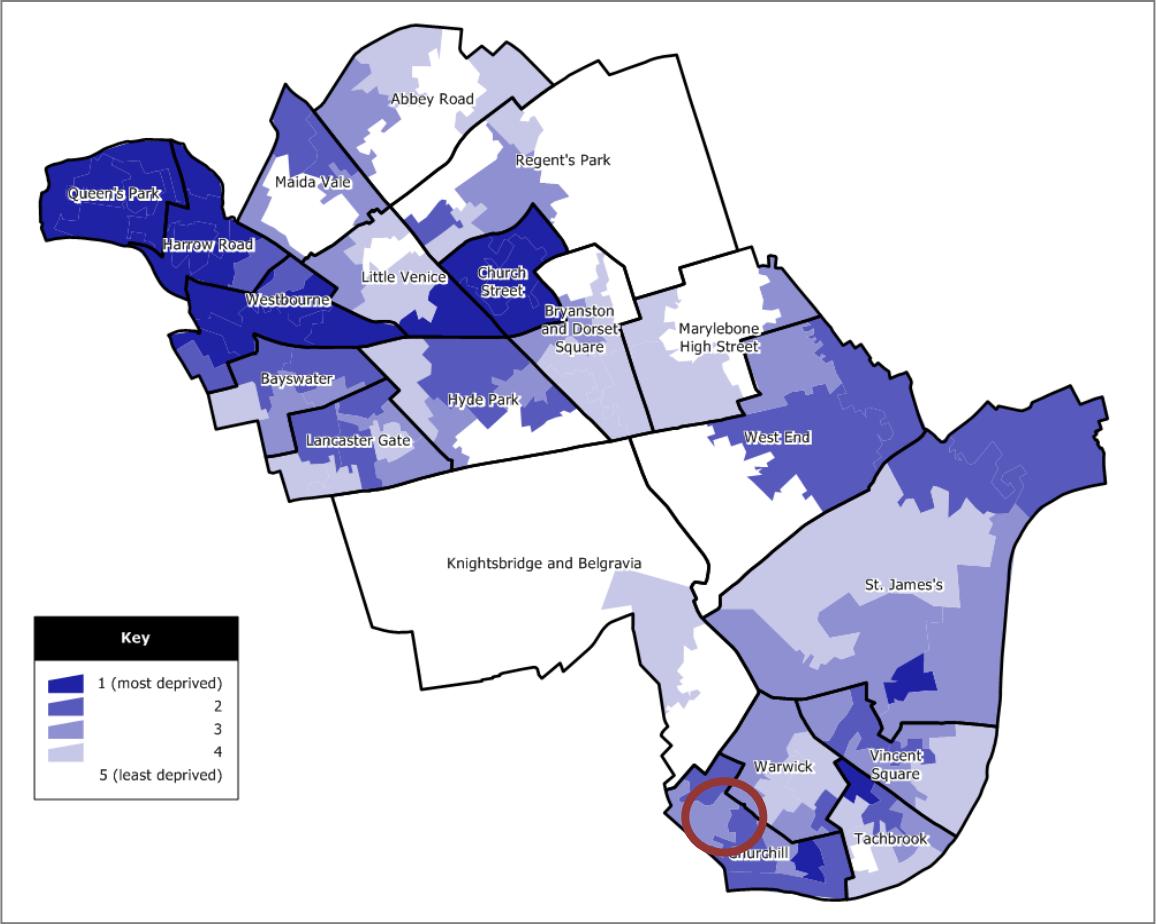 Abbey Road
Regent's Park
Maida Vale
Queen's Park
Harrow Road
Little Venice
Church
Street
Westbourne
Bryanston
and Dorset
Square
Marylebone
High Street
Bayswater
Hyde Park
Lancaster Gate
West End
Knightsbridge and Belgravia
St. James's
Key
1 (most deprived)
2
3
4
5 (least deprived)
Warwick
Vincent
Square
Tachbrook
Churchill